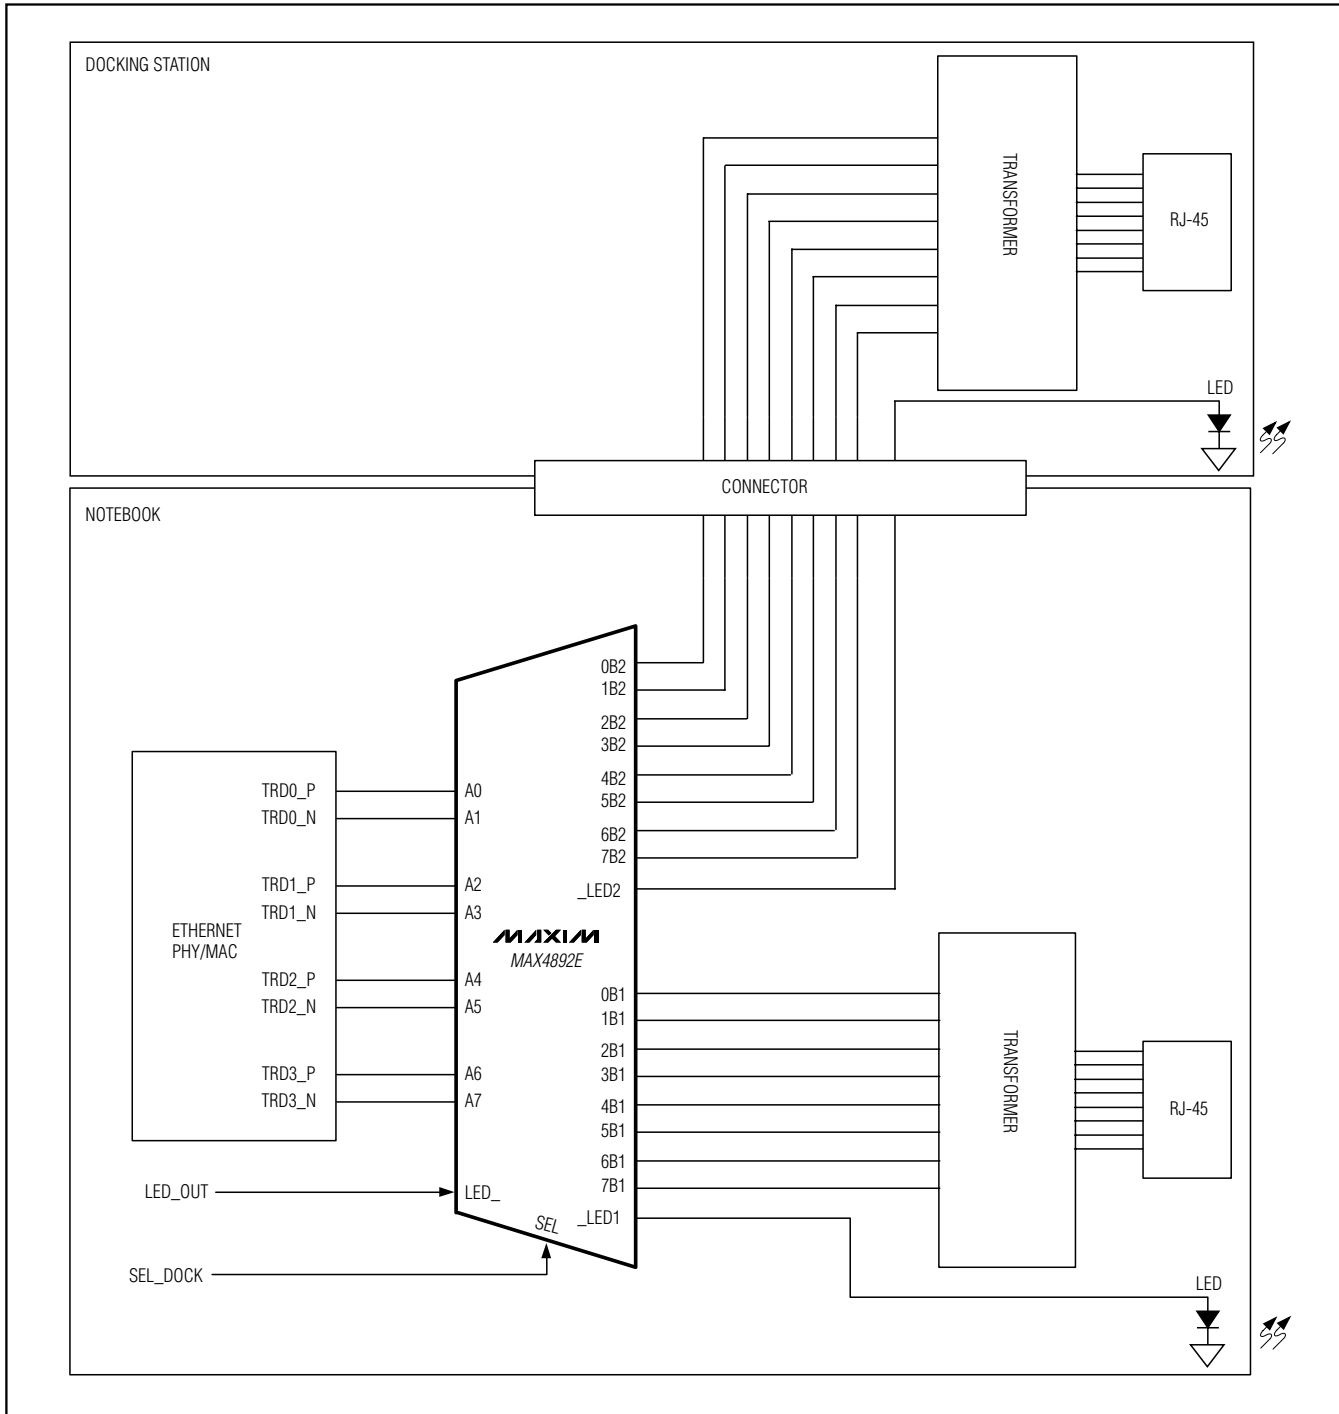 DOCKING STATION
TRANSFORMER
RJ-45
LED
CONNECTOR
NOTEBOOK
0B2
1B2
2B2
3B2
4B2
5B2
6B2
7B2
_LED2
TRD0_P
TRD0_N
TRD1_P
TRD1_N
TRD2_P
TRD2_N
TRD3_P
TRD3_N
ETHERNET
PHY/MAC
A0
A1
A2
A3
A4
A5
A6
A7
MAXIM
MAX4892E
0B1
1B1
2B1
3B1
4B1
5B1
6B1
7B1
_LED1
TRANSFORMER
RJ-45
LED_OUT
LED_
SEL
SEL_DOCK
LED